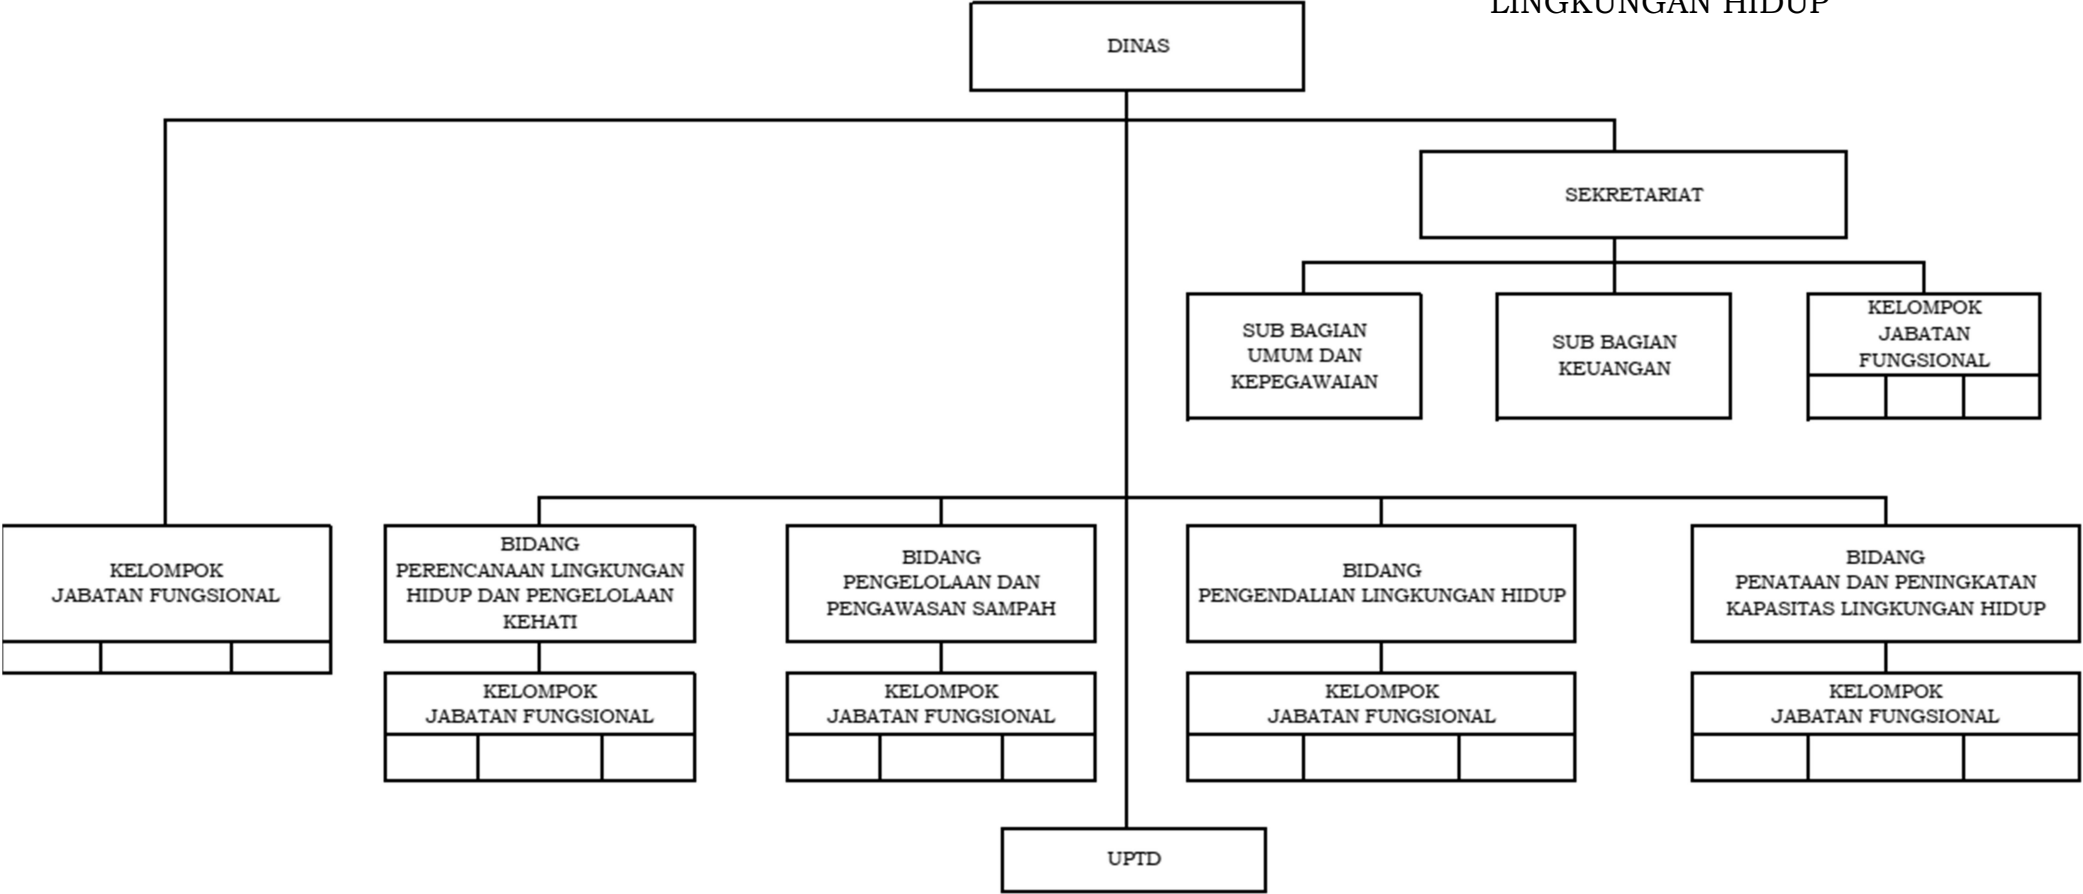 LINGKUNGAN HIDUP
DINAS
SEKRETARIAT
SUB BAGIAN
UMUM DAN
KEPEGAWAIAN
SUB BAGIAN
KEUANGAN
KELOMPOK
JABATAN
FUNGSIONAL
KELOMPOK
JABATAN FUNGSIONAL
BIDANG
PERENCANAAN LINGKUNGAN
HIDUP DAN PENGELOLAAN
KEHATI
BIDANG
PENGELOLAAN DAN
PENGAWASAN SAMPAH
BIDANG
PENGENDALIAN LINGKUNGAN HIDUP
BIDANG
PENATAAN DAN PENINGKATAN
KAPASITAS LINGKUNGAN HIDUP
KELOMPOK
JABATAN FUNGSIONAL
KELOMPOK
JABATAN FUNGSIONAL
KELOMPOK
JABATAN FUNGSIONAL
KELOMPOK
JABATAN FUNGSIONAL
UPTD